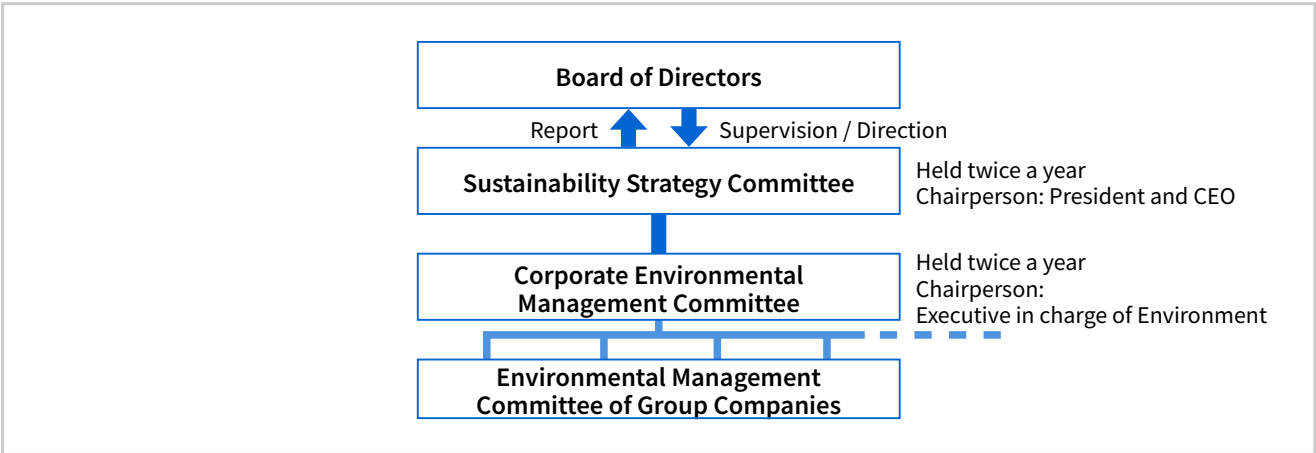 Board of Directors
Report
Supervision / Direction
Sustainability Strategy Committee
Held twice a year
Chairperson: President and CEO
Corporate Environmental
Management Committee
Held twice a year
Chairperson:
Executive in charge of Environment
Environmental Management
Committee of Group Companies